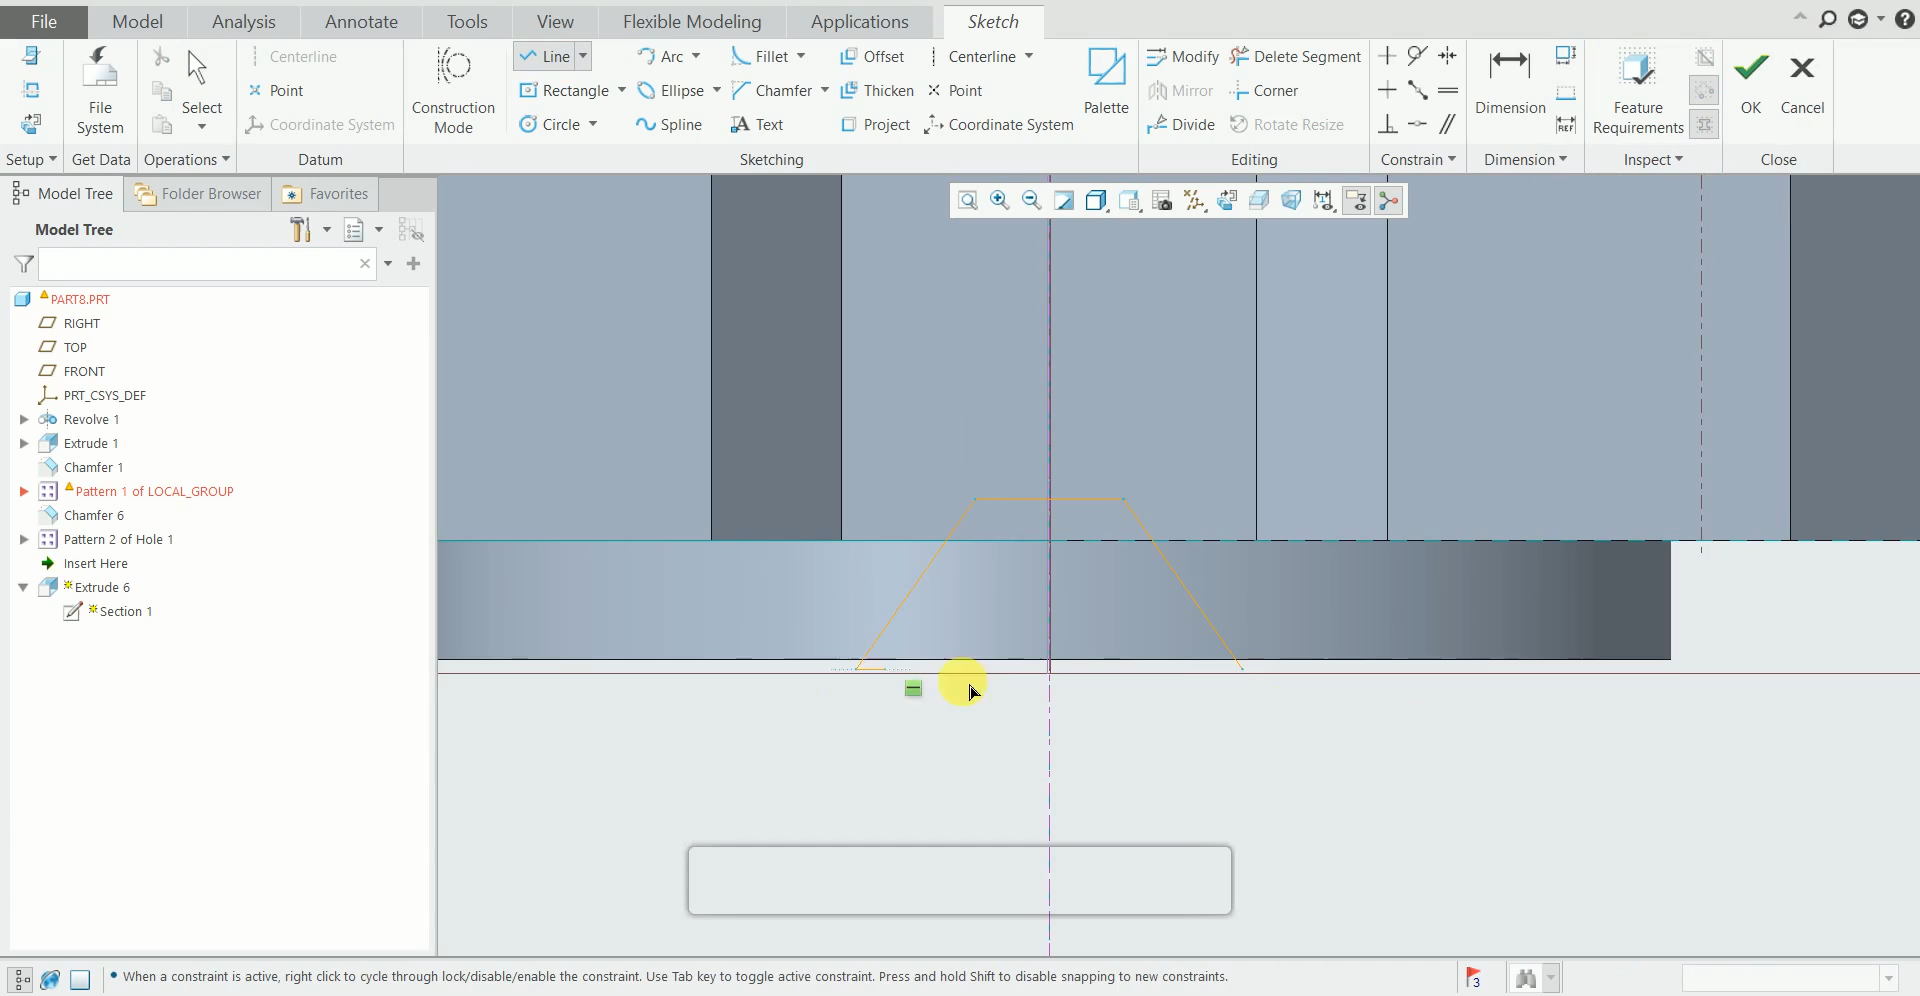 File Model Analysis Annotate Tools View Flexible Modeling Applications Sketch
Centerline Line Arc Fillet Offset Centerline Modify Delete Segment
Point Rectangle Ellipse Chamfer Thicken Point Mirror Corner
File System Select Coordinate System Construction Mode Circle Spline Text Project Coordinate System Palette Divide Rotate Resize Dimension Feature Requirements OK Cancel
REF
Setup Get Data Operations Datum Sketching Editing Constrain Dimension Inspect Close
Model Tree Folder Browser Favorites
Model Tree
PART8.PRT
RIGHT
TOP
FRONT
PRT_CSYS_DEF
Revolve 1
Extrude 1
Chamfer 1
Pattern 1 of LOCAL_GROUP
Chamfer 6
Pattern 2 of Hole 1
Insert Here
Extrude 6
Section 1
When a constraint is active, right click to cycle through lock/disable/enable the constraint. Use Tab key to toggle active constraint. Press and hold Shift to disable snapping to new constraints.
3